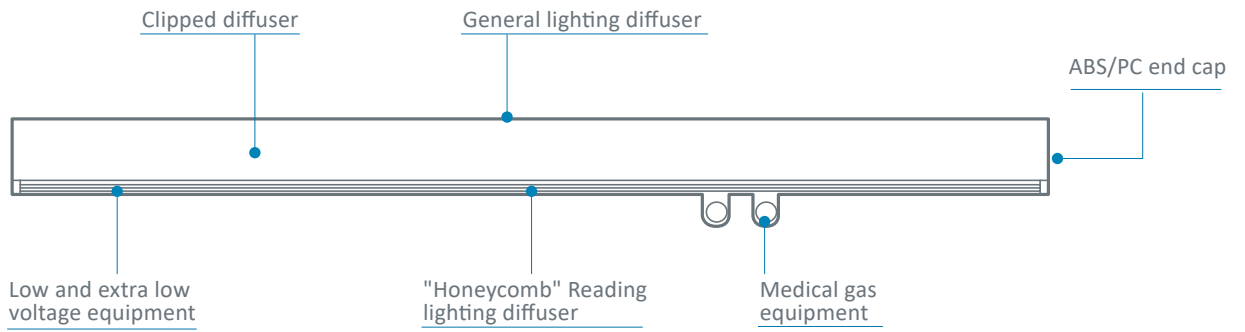 Clipped diffuser
General lighting diffuser
ABS/PC end cap
Low and extra low
voltage equipment
"Honeycomb" Reading
lighting diffuser
Medical gas
equipment